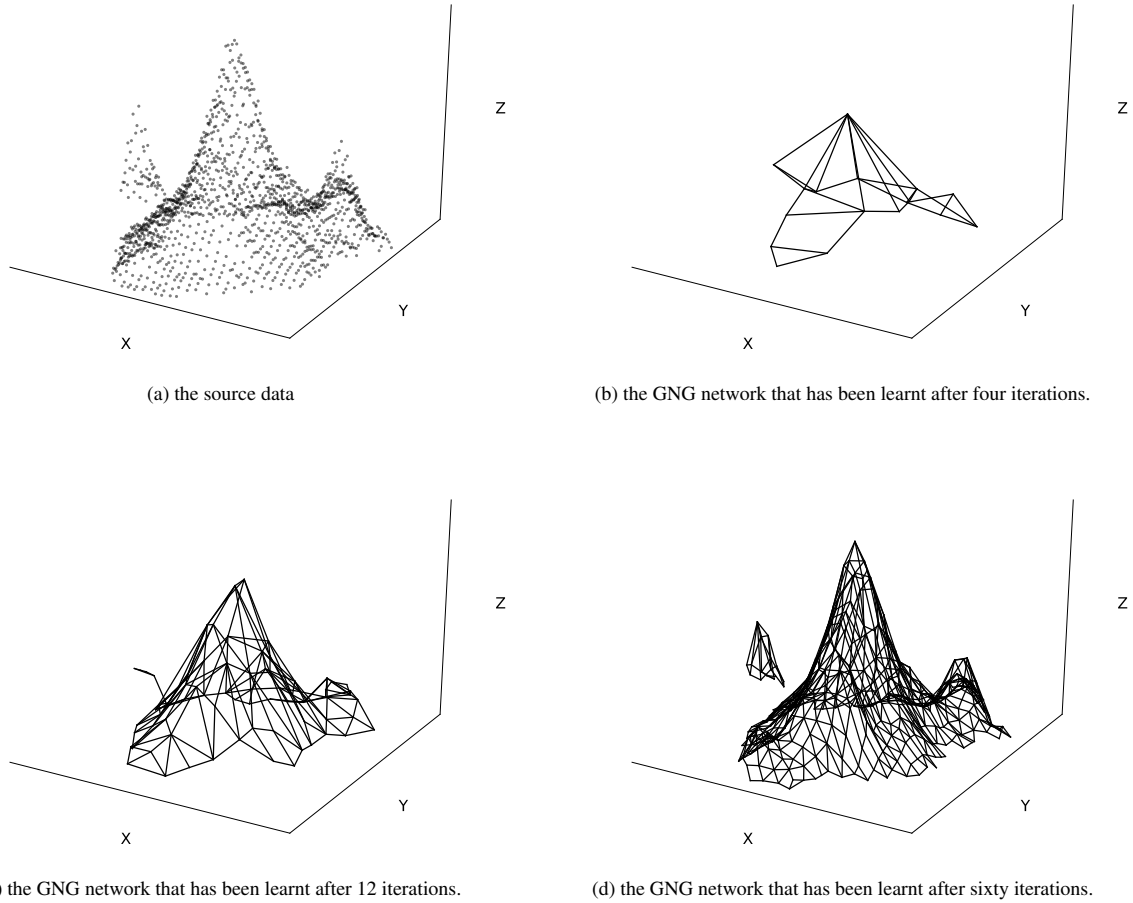 Z
Y
X
(a) the source data
Z
Y
X
(b) the GNG network that has been learnt after four iterations.
Z
Y
X
) the GNG network that has been learnt after 12 iterations.
Z
Y
X
(d) the GNG network that has been learnt after sixty iterations.